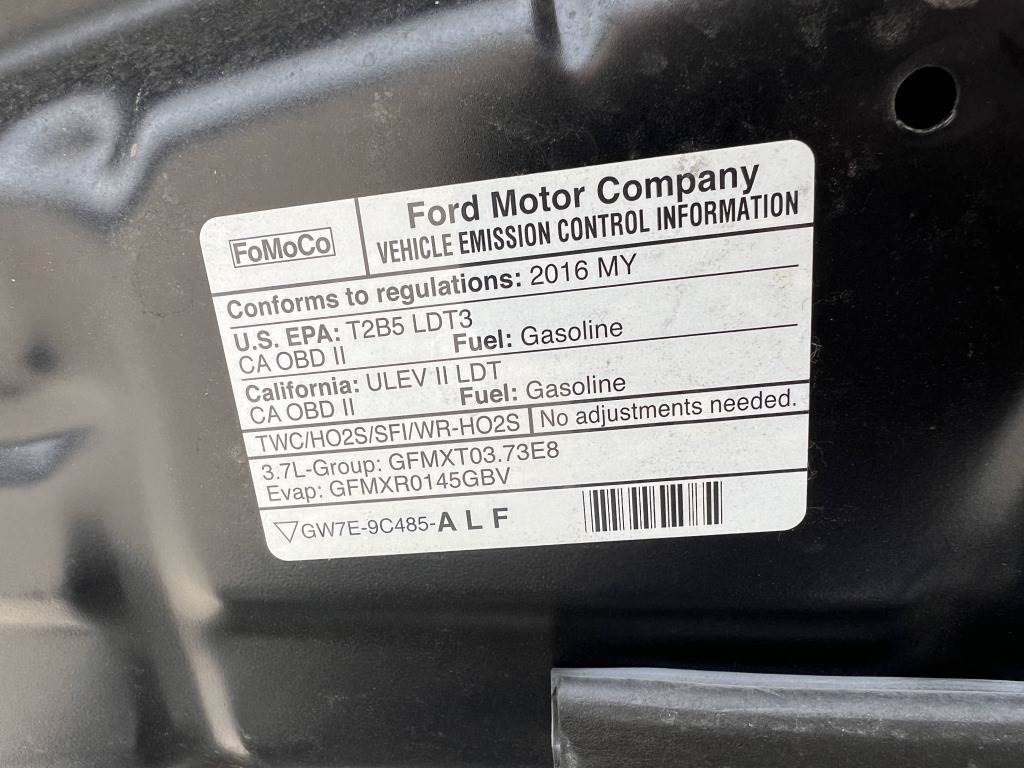 FoMoCo
Ford Motor Company
VEHICLE EMISSION CONTROL INFORMATION
Conforms to regulations: 2016 MY
U.S. EPA: T2B5 LDT3
CA OBD II Fuel: Gasoline
California: ULEV II LDT
CA OBD II Fuel: Gasoline
TWC/HO2S/SFI/WR-HO2S No adjustments needed.
3.7L-Group: GFMXT03.73E8
Evap: GFMXR0145GBV
GW7E-9C485-A L F